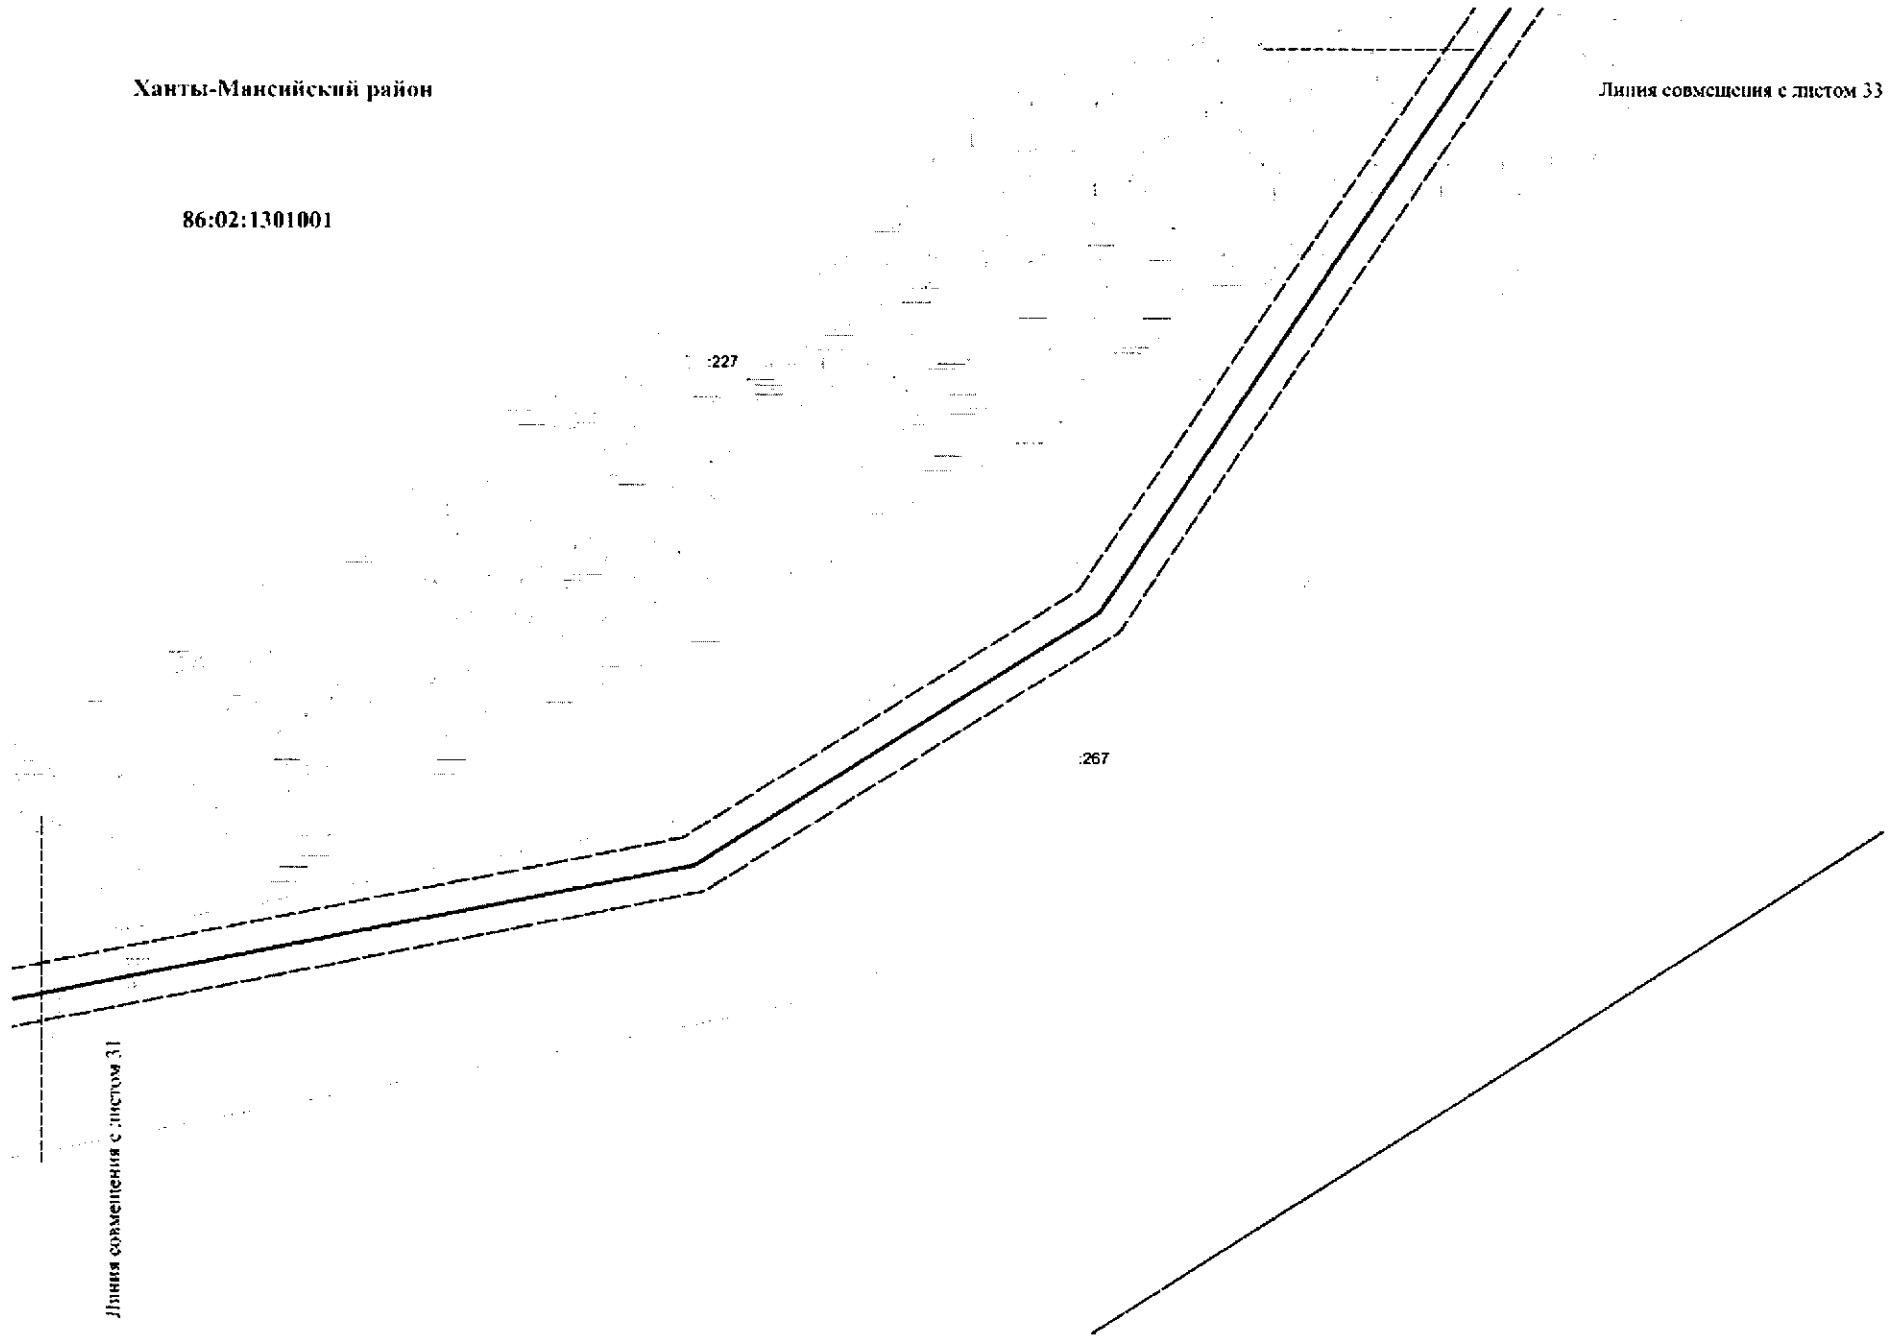 Ханты-Мансийский район
Линия совмещения с листом 33
86:02:1301001
:227
:267
Линия совмещения с листом 31